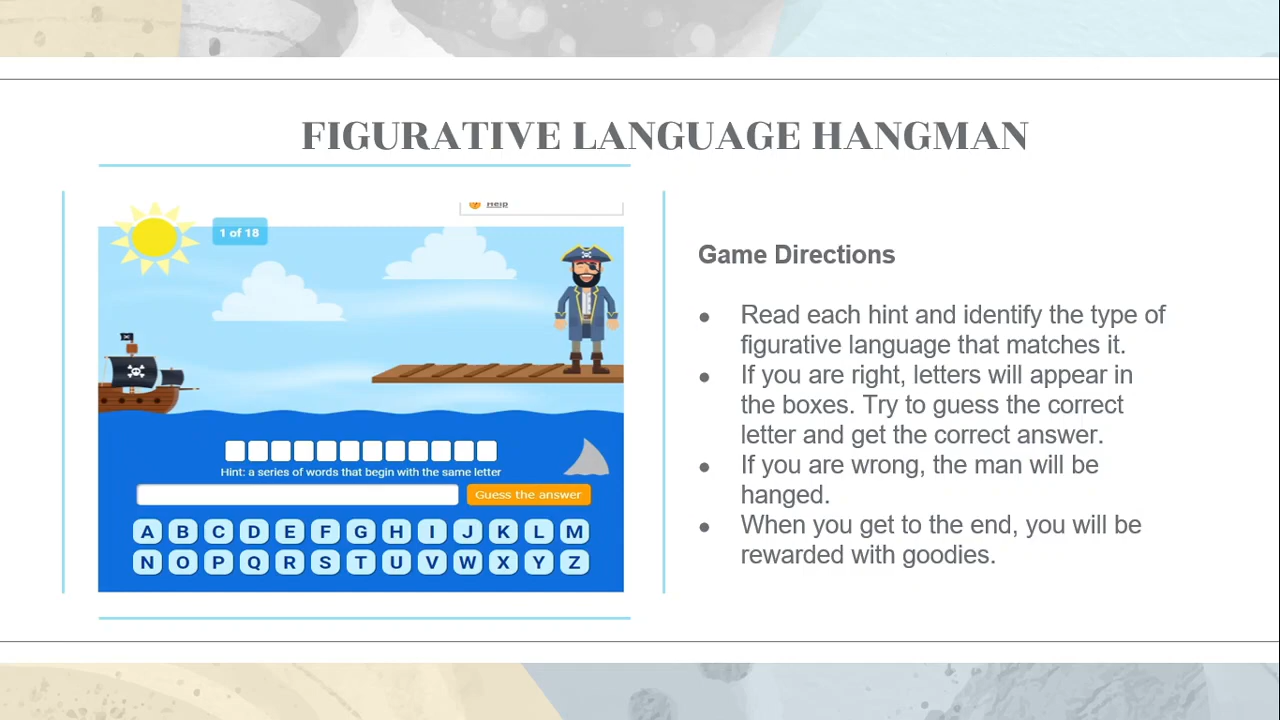 FIGURATIVE LANGUAGE HANGMAN
Help
1 of 18
Hint: a series of words that begin with the same letter
Guess the answer
A B C D E F G H I J K L M
N O P Q R S T U V W X Y Z
Game Directions
● Read each hint and identify the type of
figurative language that matches it.
● If you are right, letters will appear in
the boxes. Try to guess the correct
letter and get the correct answer.
● If you are wrong, the man will be
hanged.
● When you get to the end, you will be
rewarded with goodies.